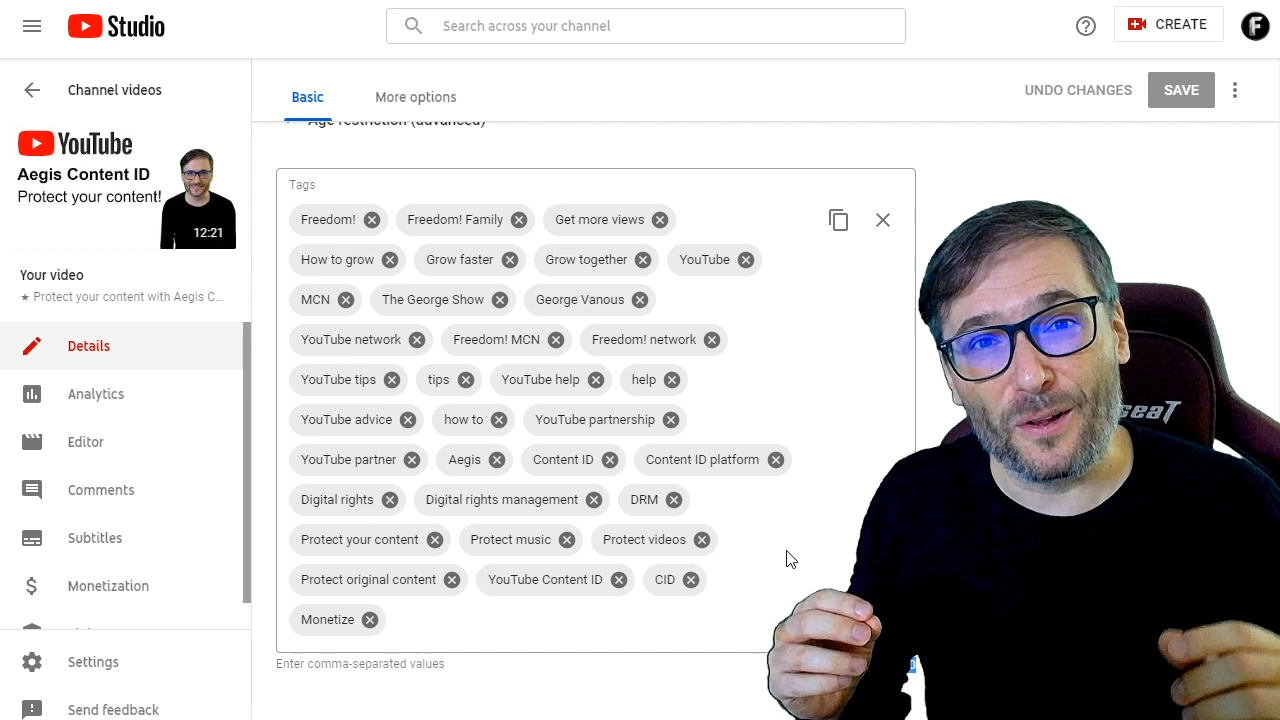 Studio
Search across your channel
CREATE
F
Channel videos
Basic
More options
UNDO CHANGES
SAVE
Age restriction (advanced)
YouTube
Aegis Content ID
Protect your content!
12:21
Your video
★ Protect your content with Aegis C...
Details
Analytics
Editor
Comments
Subtitles
Monetization
Settings
Send feedback
Tags
Freedom! Freedom! Family Get more views
How to grow Grow faster Grow together YouTube
MCN The George Show George Vanous
YouTube network Freedom! MCN Freedom! network
YouTube tips tips YouTube help help
YouTube advice how to YouTube partnership
YouTube partner Aegis Content ID Content ID platform
Digital rights Digital rights management DRM
Protect your content Protect music Protect videos
Protect original content YouTube Content ID CID
Monetize
Enter comma-separated values